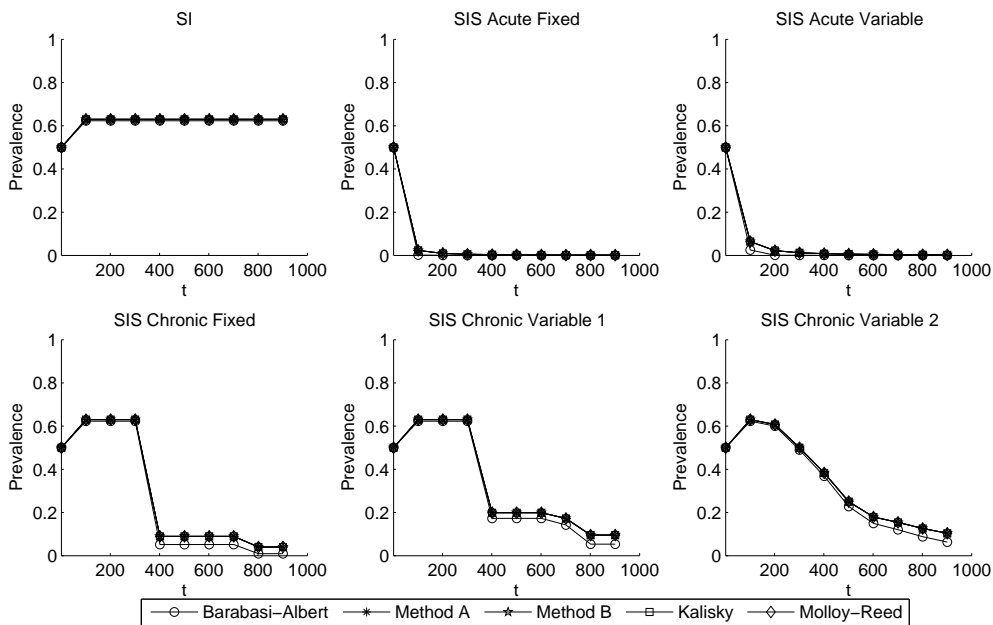 SI
SIS Acute Fixed
SIS Acute Variable
1
0.8
0.6
0.4
0.2
0
Prevalence
200 400 600 800 1000
t
1
0.8
0.6
0.4
0.2
0
Prevalence
200 400 600 800 1000
t
1
0.8
0.6
0.4
0.2
0
Prevalence
200 400 600 800 1000
t
SIS Chronic Fixed
SIS Chronic Variable 1
SIS Chronic Variable 2
1
0.8
0.6
0.4
0.2
0
Prevalence
200 400 600 800 1000
t
1
0.8
0.6
0.4
0.2
0
Prevalence
200 400 600 800 1000
t
1
0.8
0.6
0.4
0.2
0
Prevalence
200 400 600 800 1000
t
Barabasi−Albert Method A Method B Kalisky Molloy−Reed